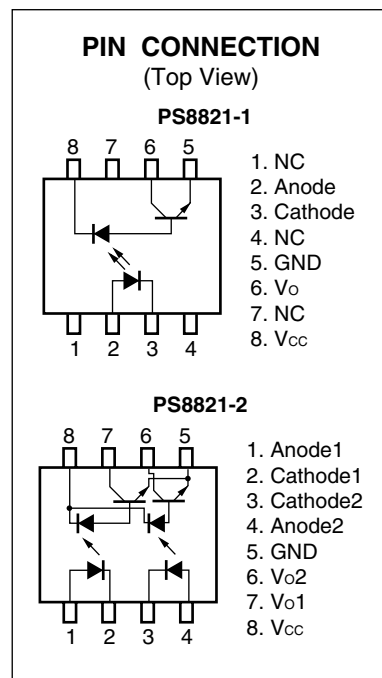 PIN CONNECTION
(Top View)
PS8821-1
8 7 6 5
1. NC
2. Anode
3. Cathode
4. NC
5. GND
6. VO
7. NC
8. VCC
1 2 3 4
PS8821-2
8 7 6 5
1. Anode1
2. Cathode1
3. Cathode2
4. Anode2
5. GND
6. VO2
7. VO1
8. VCC
1 2 3 4